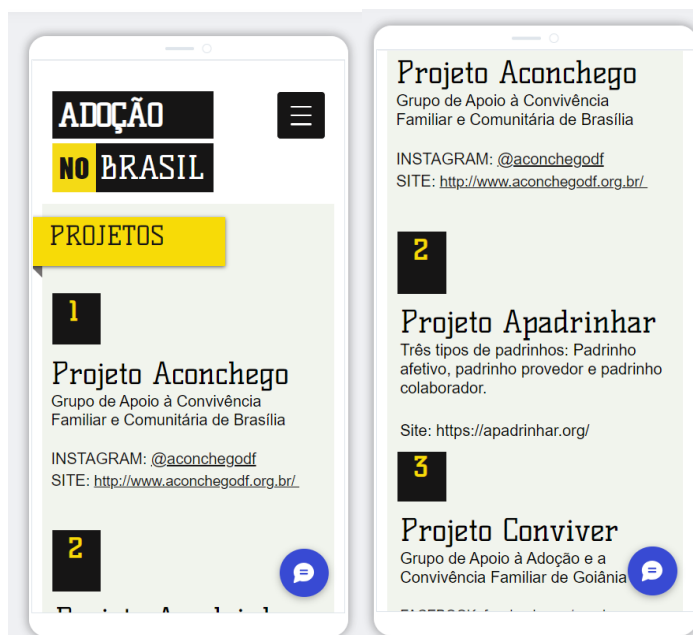 ADOÇÃO
NO BRASIL
PROJETOS
1
Projeto Aconchego
Grupo de Apoio à Convivência
Familiar e Comunitária de Brasília
INSTAGRAM: @aconchegodf
SITE: http://www.aconchegodf.org.br/
2
Projeto Aconchego
Grupo de Apoio à Convivência
Familiar e Comunitária de Brasília
INSTAGRAM: @aconchegodf
SITE: http://www.aconchegodf.org.br/
2
Projeto Apadrinhar
Três tipos de padrinhos: Padrinho
afetivo, padrinho provedor e padrinho
colaborador.
Site: https://apadrinhar.org/
3
Projeto Conviver
Grupo de Apoio à Adoção e a
Convivência Familiar de Goiânia